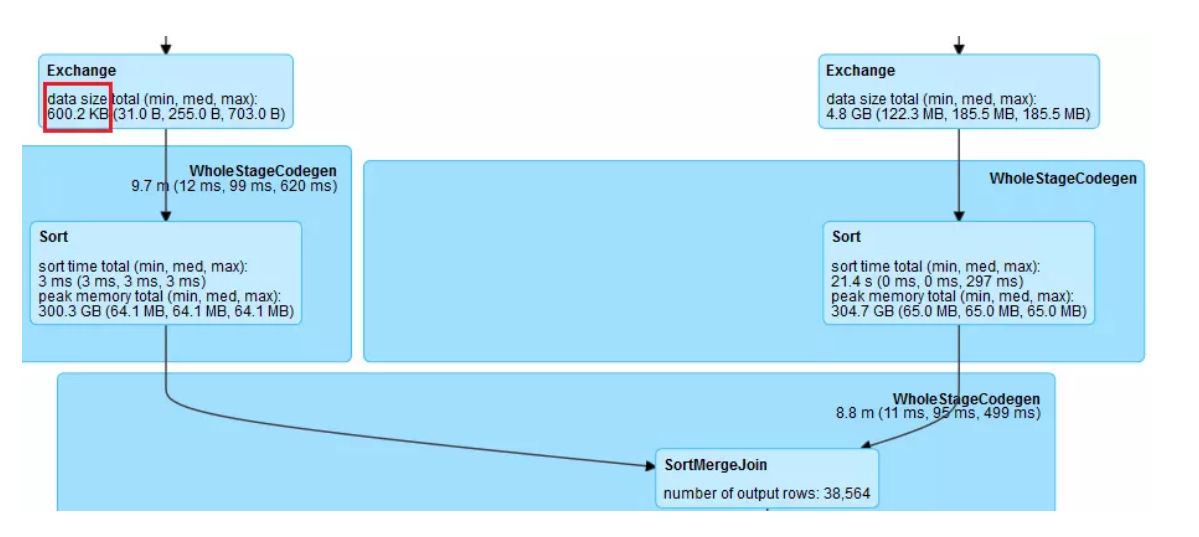 Exchange
data size total (min, med, max):
600.2 KB (31.0 B, 255.0 B, 703.0 B)
Exchange
data size total (min, med, max):
4.8 GB (122.3 MB, 185.5 MB, 185.5 MB)
WholeStageCodegen
9.7 m (12 ms, 99 ms, 620 ms)
WholeStageCodegen
Sort
sort time total (min, med, max):
3 ms (3 ms, 3 ms, 3 ms)
peak memory total (min, med, max):
300.3 GB (64.1 MB, 64.1 MB, 64.1 MB)
Sort
sort time total (min, med, max):
21.4 s (0 ms, 0 ms, 297 ms)
peak memory total (min, med, max):
304.7 GB (65.0 MB, 65.0 MB, 65.0 MB)
WholeStageCodegen
8.8 m (11 ms, 95 ms, 499 ms)
SortMergeJoin
number of output rows: 38,564